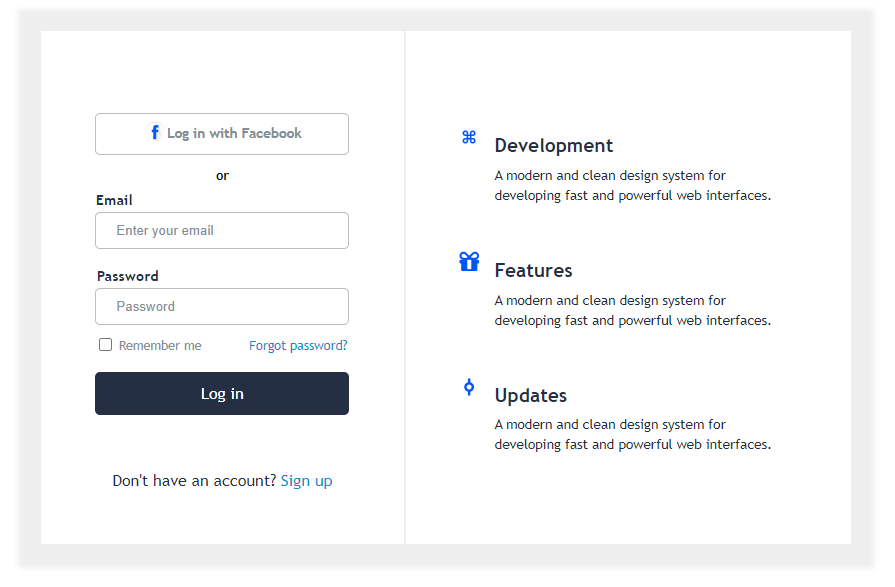 Log in with Facebook
or
Email
Enter your email
Password
Password
Remember me
Forgot password?
Log in
Don't have an account? Sign up
Development
A modern and clean design system for
developing fast and powerful web interfaces.
Features
A modern and clean design system for
developing fast and powerful web interfaces.
Updates
A modern and clean design system for
developing fast and powerful web interfaces.